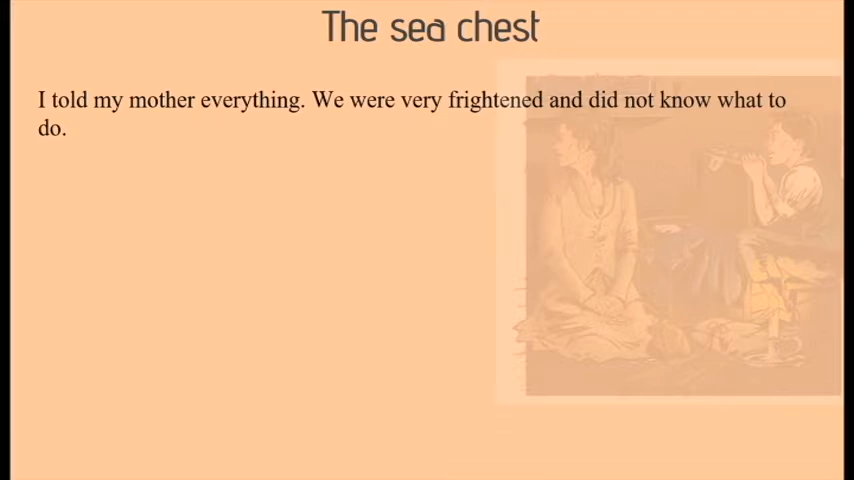 The sea chest
I told my mother everything. We were very frightened and did not know what to
do.